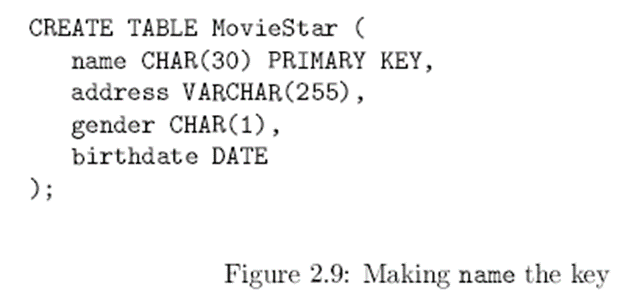 CREATE TABLE MovieStar (
name CHAR(30) PRIMARY KEY,
address VARCHAR(255),
gender CHAR(1),
birthdate DATE
);
Figure 2.9: Making name the key